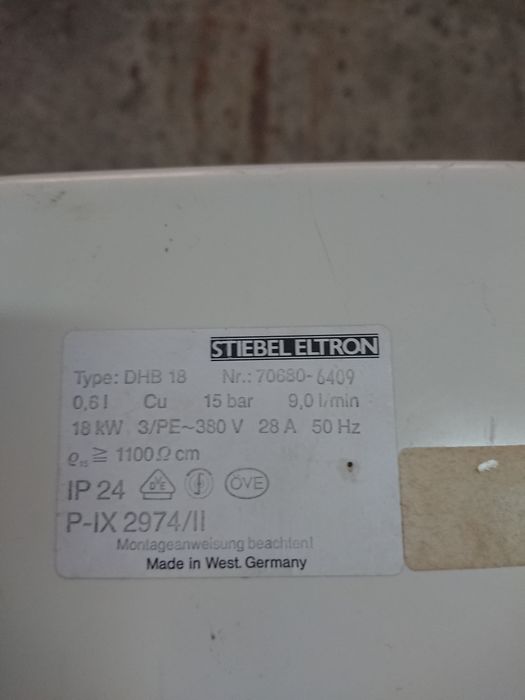 STIEBEL ELTRON
Type: DHB 18 Nr.: 70680-6409
0,6 l Cu 15 bar 9,0 l/min
18 kW 3/PE~380 V 28 A 50 Hz
ϱ₁₅ ≧ 1100 Ω cm
IP 24 VDE ÖVE
P-IX 2974/II
Montageanweisung beachten!
Made in West. Germany